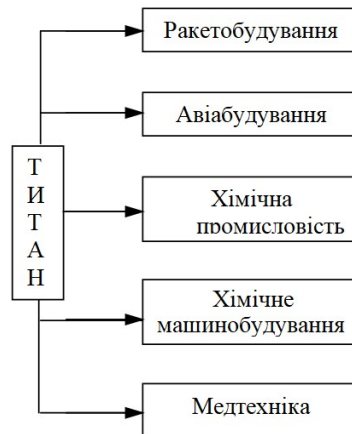 Ракетобудування
Авіабудування
Т
И
Т
А
Н
Хімічна
промисловість
Хімічне
машинобудування
Медтехніка